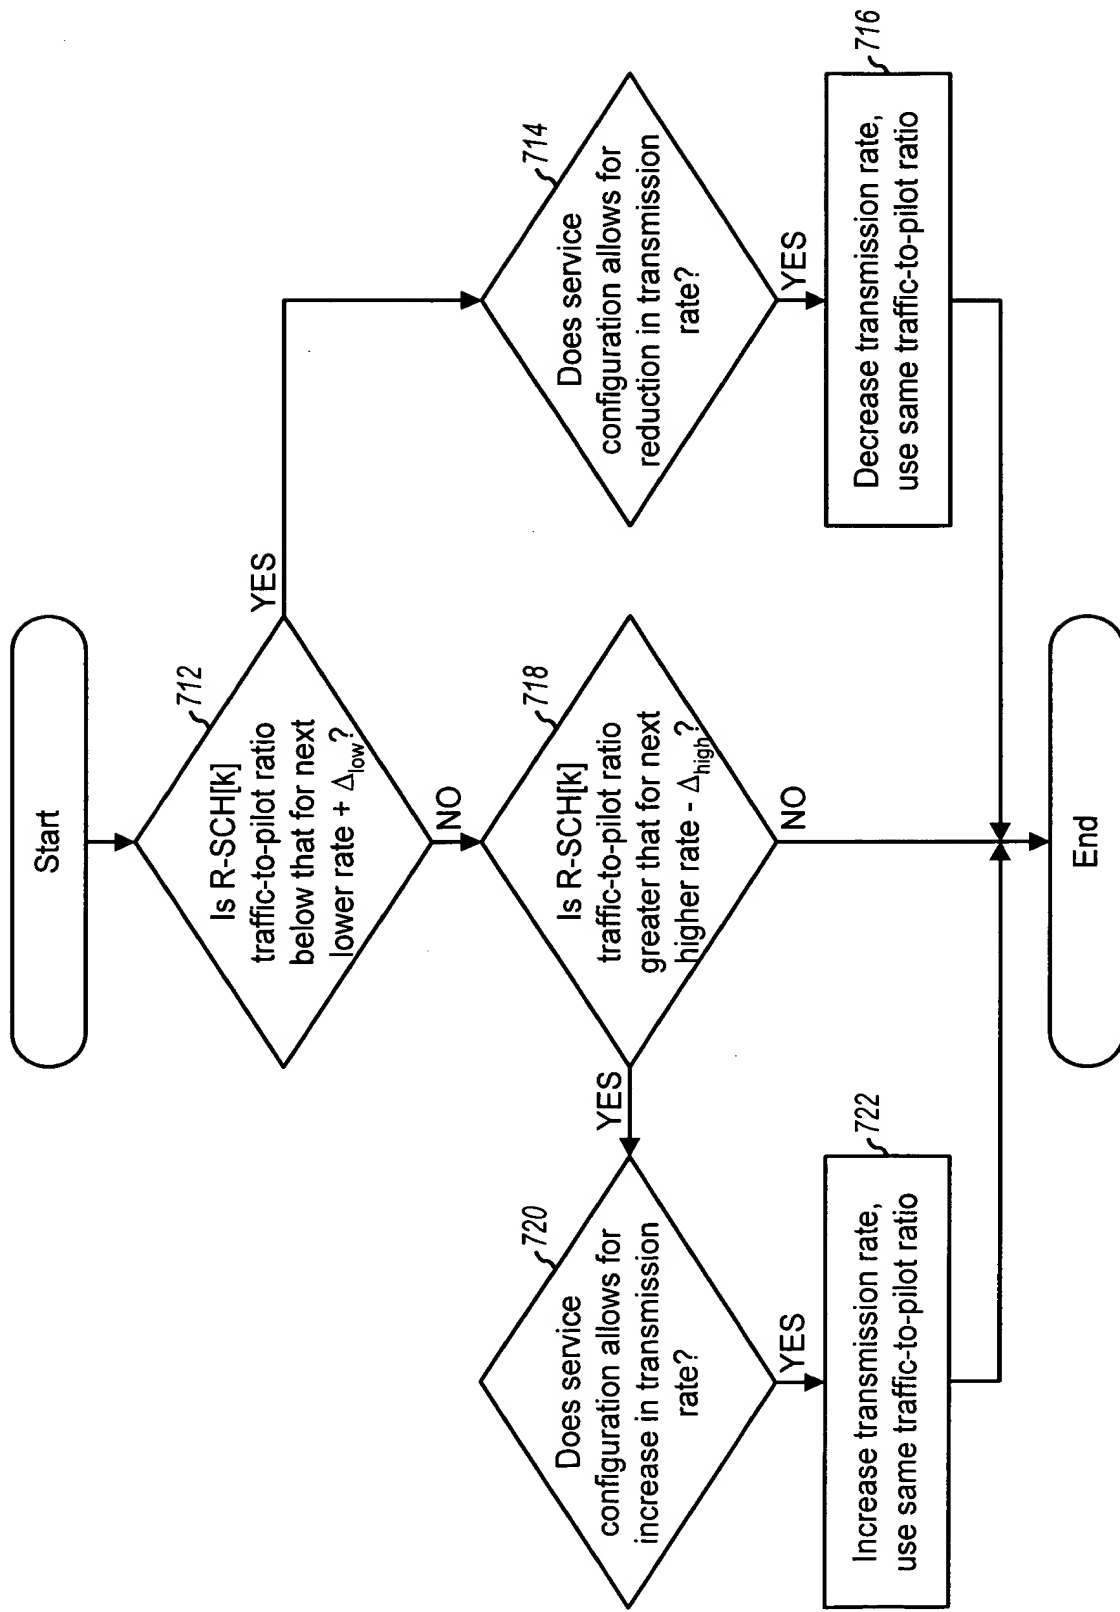 Start
712
Is R-SCH[k]
traffic-to-pilot ratio
below that for next
lower rate + Δlow?
YES
NO
714
Does service
configuration allows for
reduction in transmission
rate?
YES
716
Decrease transmission rate,
use same traffic-to-pilot ratio
718
Is R-SCH[k]
traffic-to-pilot ratio
greater that for next
higher rate - Δhigh?
YES
NO
720
Does service
configuration allows for
increase in transmission
rate?
YES
722
Increase transmission rate,
use same traffic-to-pilot ratio
End